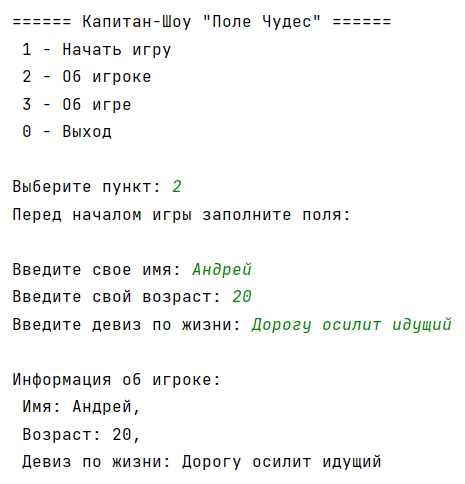 ====== Капитан-Шоу "Поле Чудес" ======
1 - Начать игру
2 - Об игроке
3 - Об игре
0 - Выход
Выберите пункт: 2
Перед началом игры заполните поля:
Введите свое имя: Андрей
Введите свой возраст: 20
Введите девиз по жизни: Дорогу осилит идущий
Информация об игроке:
Имя: Андрей,
Возраст: 20,
Девиз по жизни: Дорогу осилит идущий